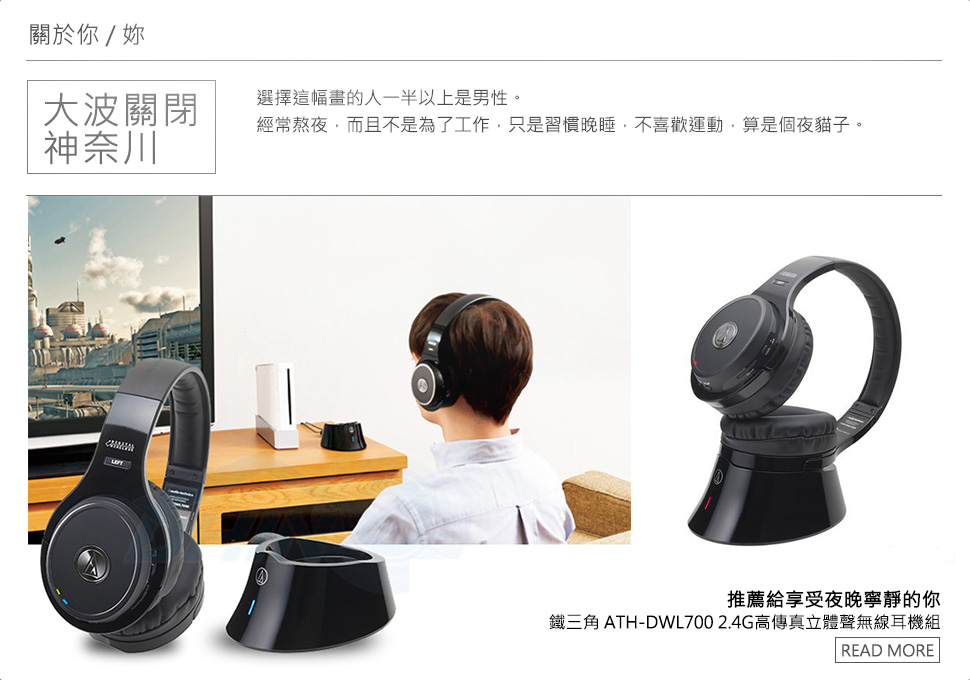 關於你 / 妳
大波關閉
神奈川
選擇這幅畫的人一半以上是男性。
經常熬夜，而且不是為了工作，只是習慣晚睡，不喜歡運動，算是個夜貓子。
LEFT
audio-technica
推薦給享受夜晚寧靜的你
鐵三角 ATH-DWL700 2.4G高傳真立體聲無線耳機組
READ MORE